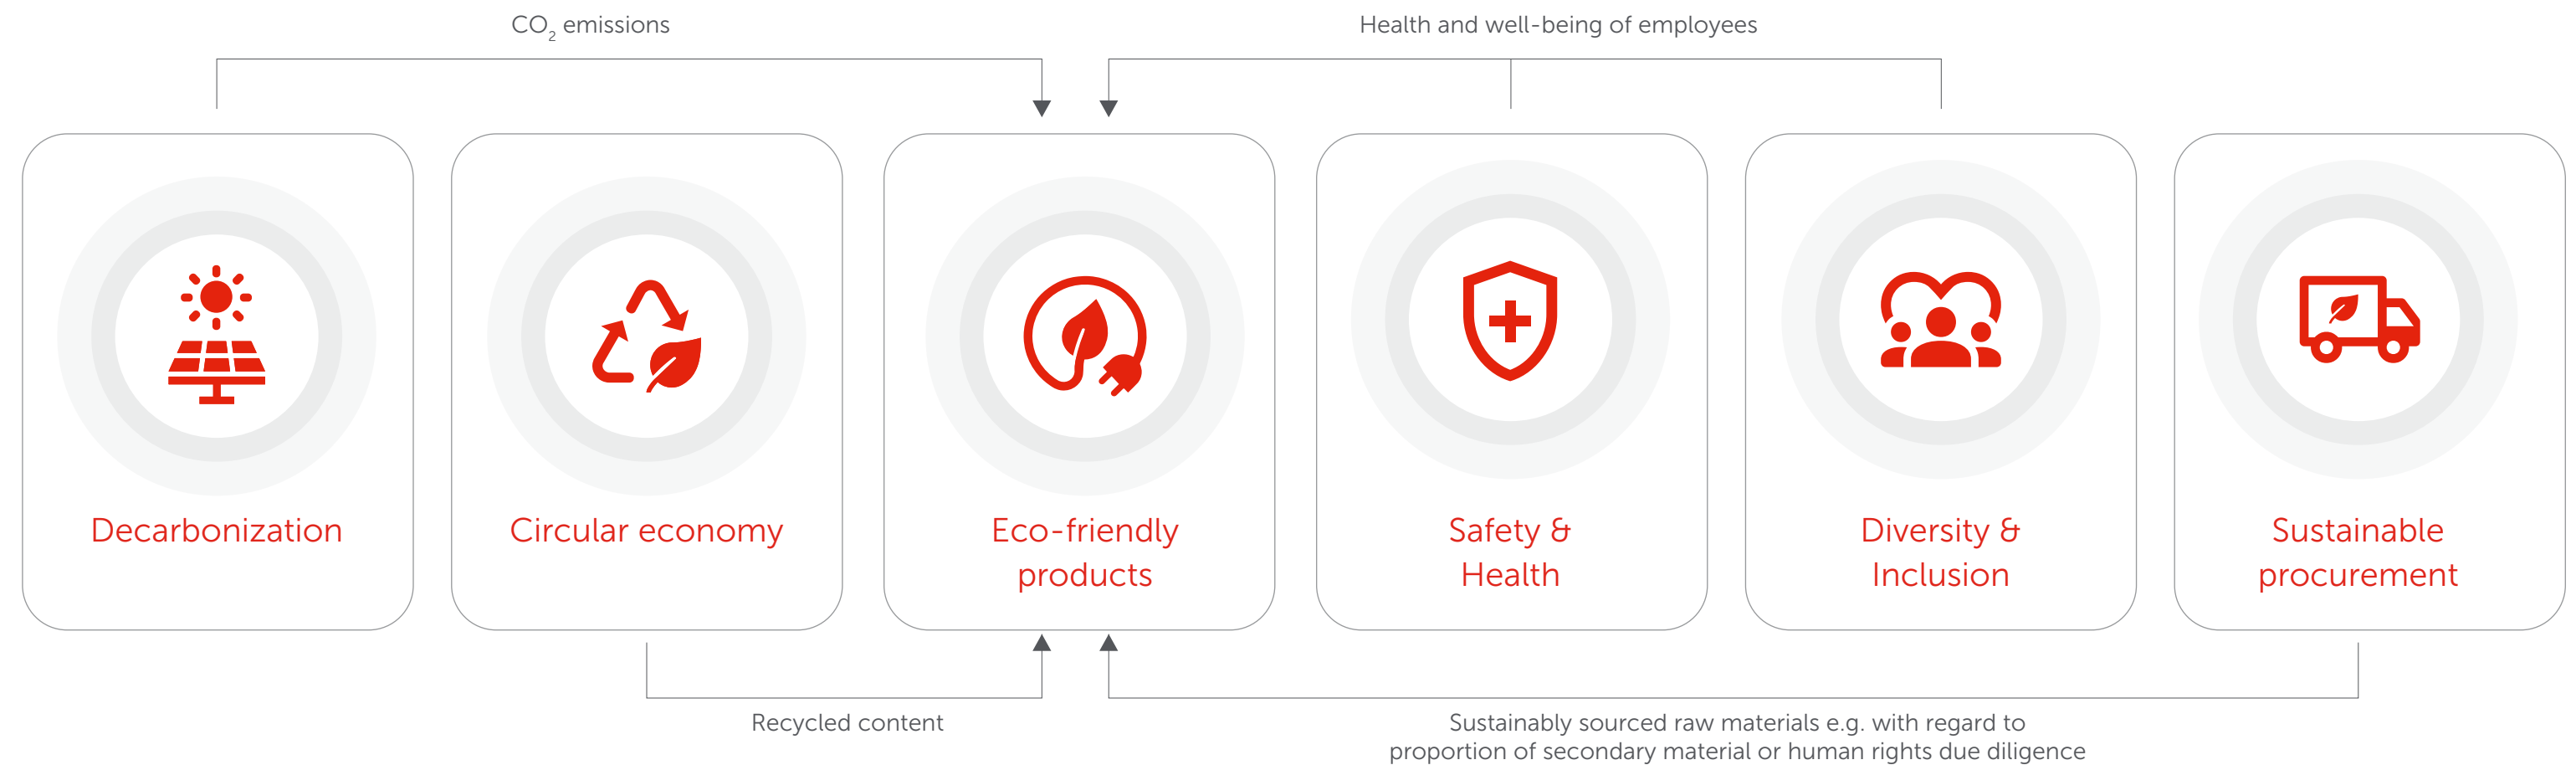 CO₂ emissions
Health and well-being of employees
Decarbonization
Circular economy
Eco-friendly
products
Safety &
Health
Diversity &
Inclusion
Sustainable
procurement
Recycled content
Sustainably sourced raw materials e.g. with regard to
proportion of secondary material or human rights due diligence